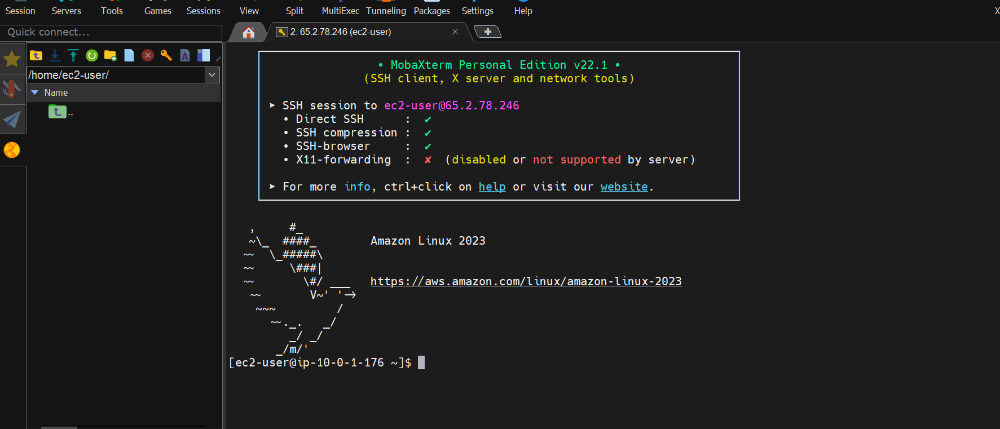 Session Servers Tools Games Sessions View Split MultiExec Tunneling Packages Settings Help X
Quick connect...
2. 65.2.78.246 (ec2-user)
/home/ec2-user/
Name
..
• MobaXterm Personal Edition v22.1 •
(SSH client, X server and network tools)
➤ SSH session to ec2-user@65.2.78.246
• Direct SSH : ✔
• SSH compression : ✔
• SSH-browser : ✔
• X11-forwarding : ✘ (disabled or not supported by server)
➤ For more info, ctrl+click on help or visit our website.
   ,     #_
   ~\_  ####_        Amazon Linux 2023
  ~~  \_#####\
  ~~     \###|
  ~~       \#/ ___   https://aws.amazon.com/linux/amazon-linux-2023
   ~~       V~' '->
    ~~~         /
      ~~._.   _/
         _/ _/
       _/m/'
[ec2-user@ip-10-0-1-176 ~]$